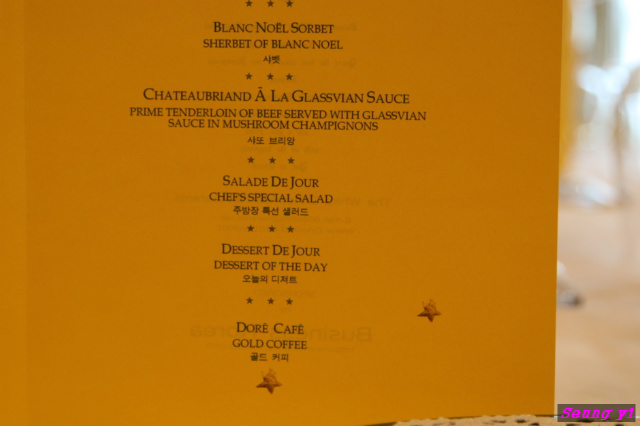 BLANC NOËL SORBET
SHERBET OF BLANC NOEL
샤벳
CHATEAUBRIAND Ã LA GLASSVIAN SAUCE
PRIME TENDERLOIN OF BEEF SERVED WITH GLASSVIAN
SAUCE IN MUSHROOM CHAMPIGNONS
샤또 브리앙
SALADE DE JOUR
CHEF'S SPECIAL SALAD
주방장 특선 샐러드
DESSERT DE JOUR
DESSERT OF THE DAY
오늘의 디져트
DORÉ CAFÉ
GOLD COFFEE
골드 커피
Seung yi